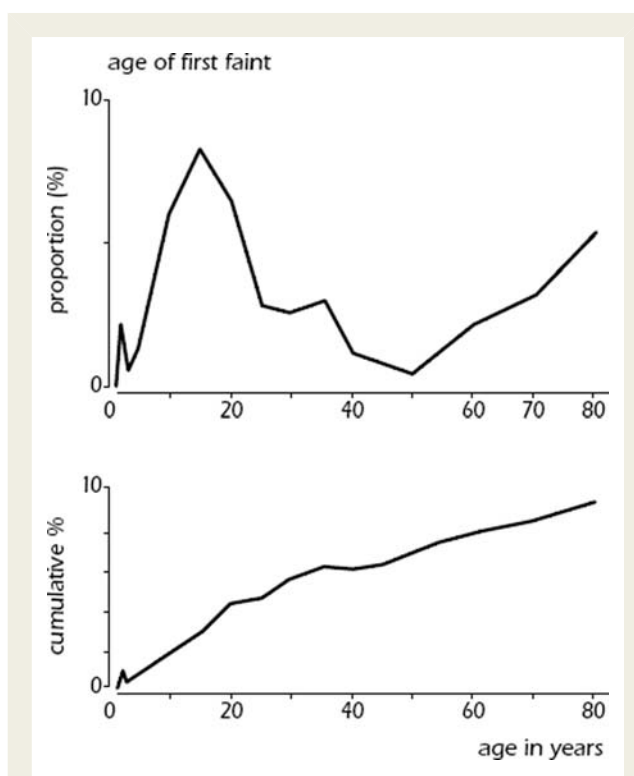 age of first faint
10
proportion (%)
0
0 20 40 60 70 80
10
cumulative %
0
0 20 40 60 80
age in years